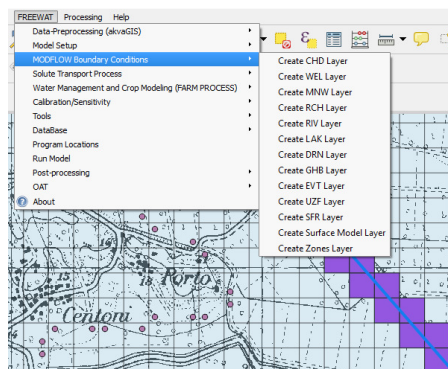 FREEWAT Processing Help
Data-Preprocessing (akvaGIS)
Model Setup
MODFLOW Boundary Conditions
Solute Transport Process
Water Management and Crop Modeling (FARM PROCESS)
Calibration/Sensitivity
Tools
DataBase
Program Locations
Run Model
Post-processing
OAT
About
Create CHD Layer
Create WEL Layer
Create MNW Layer
Create RCH Layer
Create RIV Layer
Create LAK Layer
Create DRN Layer
Create GHB Layer
Create EVT Layer
Create UZF Layer
Create SFR Layer
Create Surface Model Layer
Create Zones Layer
Porto
Centoni
16
15
13